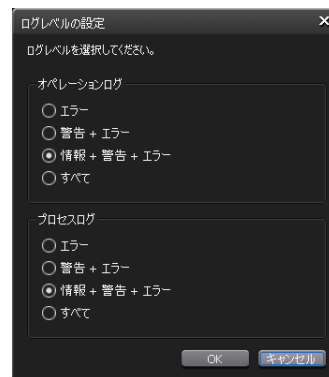 ログレベルの設定
ログレベルを選択してください。
オペレーションログ
エラー
警告 + エラー
情報 + 警告 + エラー
すべて
プロセスログ
エラー
警告 + エラー
情報 + 警告 + エラー
すべて
OK キャンセル